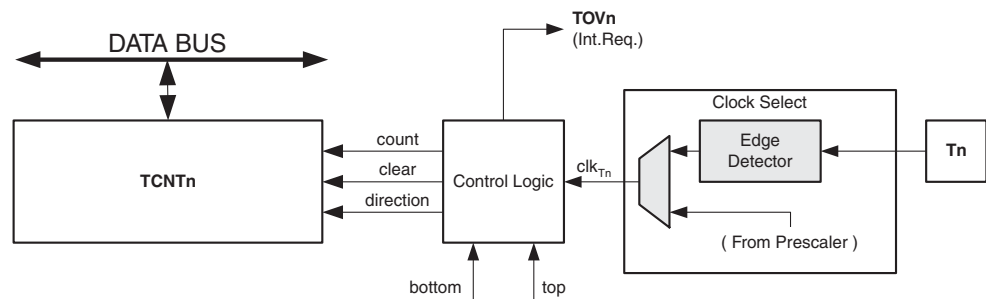 TOVn
(Int.Req.)
DATA BUS
Clock Select
count
Edge
Detector
Tn
TCNTn
clear
Control Logic
clkTn
direction
( From Prescaler )
bottom
top